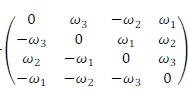 -
0 ω₃ -ω₂ ω₁
-ω₃ 0 ω₁ ω₂
ω₂ -ω₁ 0 ω₃
-ω₁ -ω₂ -ω₃ 0